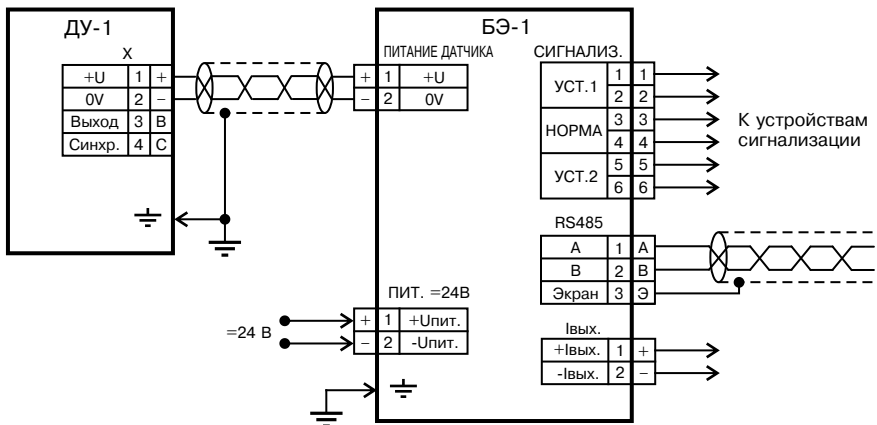 ДУ-1
X
+U 1 +
0V 2 −
Выход 3 B
Синхр. 4 C
БЭ-1
ПИТАНИЕ ДАТЧИКА
+ 1 +U
− 2 0V
ПИТ. =24В
=24 В
+ 1 +Uпит.
− 2 -Uпит.
СИГНАЛИЗ.
УСТ.1
1 1
2 2
НОРМА
3 3
4 4
УСТ.2
5 5
6 6
К устройствам
сигнализации
RS485
A 1 A
B 2 B
Экран 3 Э
Iвых.
+Iвых. 1 +
-Iвых. 2 −